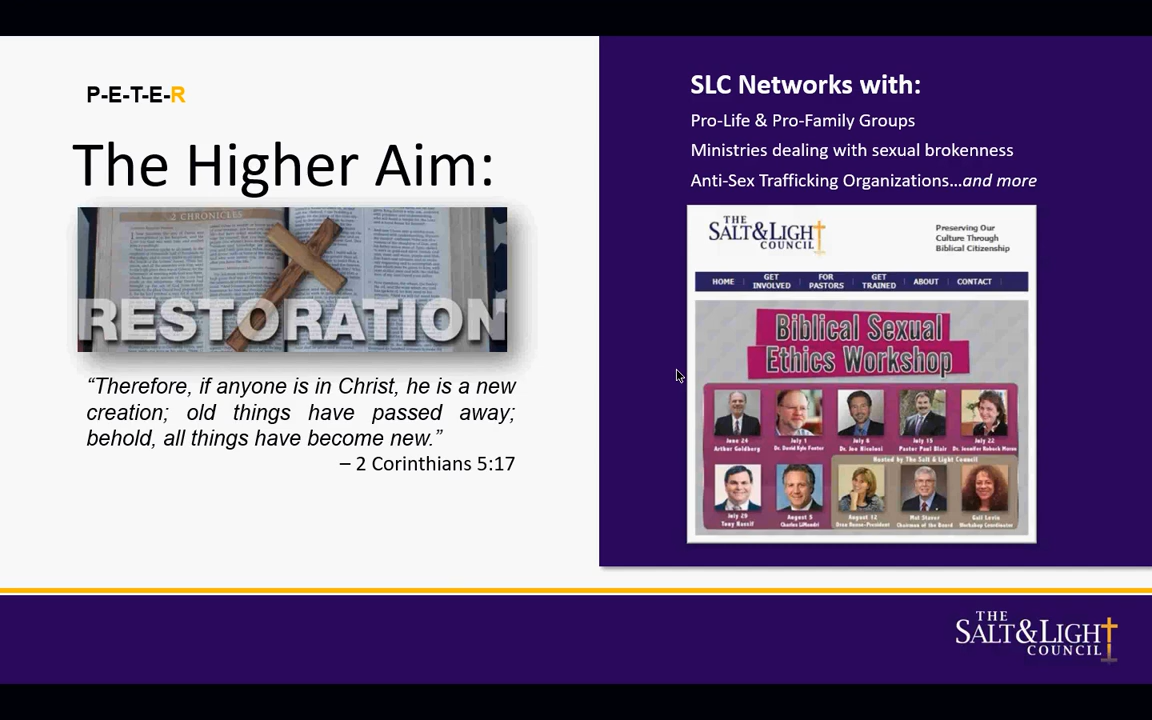 P-E-T-E-R
The Higher Aim:
2 CHRONICLES
RESTORATION
“Therefore, if anyone is in Christ, he is a new
creation; old things have passed away;
behold, all things have become new.”
– 2 Corinthians 5:17
SLC Networks with:
Pro-Life & Pro-Family Groups
Ministries dealing with sexual brokenness
Anti-Sex Trafficking Organizations...and more
THE
SALT&LIGHT
COUNCIL
Preserving Our
Culture Through
Biblical Citizenship
HOME
GET
INVOLVED
FOR
PASTORS
GET
TRAINED
ABOUT
CONTACT
Biblical Sexual
Ethics Workshop
June 24
Arthur Goldberg
July 1
Dr. David Kyle Foster
July 8
Dr. Joe Nicolosi
July 15
Pastor Paul Blair
July 22
Dr. Jennifer Roback Morse
Hosted by The Salt & Light Council
July 29
August 5
Charles LiMandri
August 12
Dran Reese-President
Chairman of the Board
Gail Levin
Workshop Coordinator
THE
SALT&LIGHT
COUNCIL